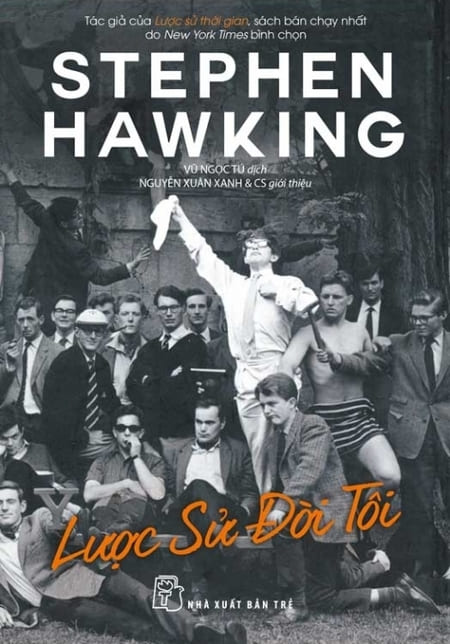 Tác giả của Lược sử thời gian, sách bán chạy nhất
do New York Times bình chọn
STEPHEN
HAWKING
VŨ NGỌC TÚ dịch
NGUYỄN XUÂN XANH & CS giới thiệu
Lược Sử Đời Tôi
NHÀ XUẤT BẢN TRẺ